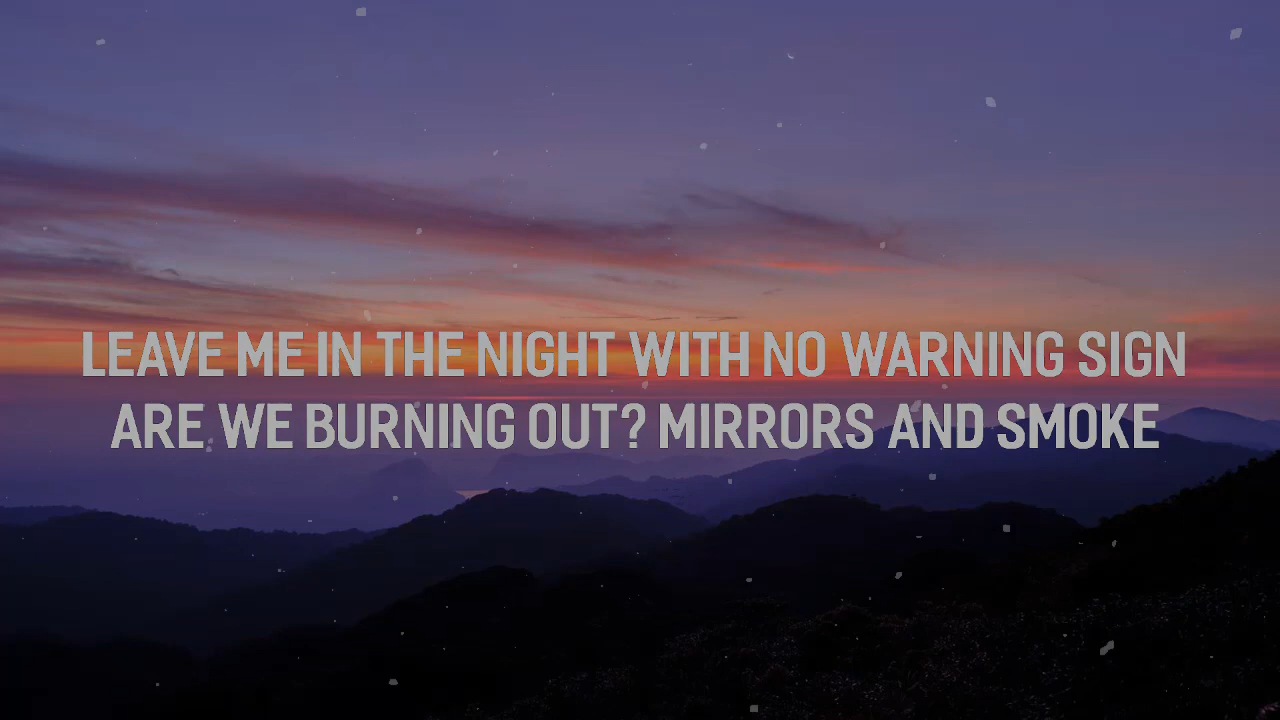 LEAVE ME IN THE NIGHT WITH NO WARNING SIGN
ARE WE BURNING OUT? MIRRORS AND SMOKE